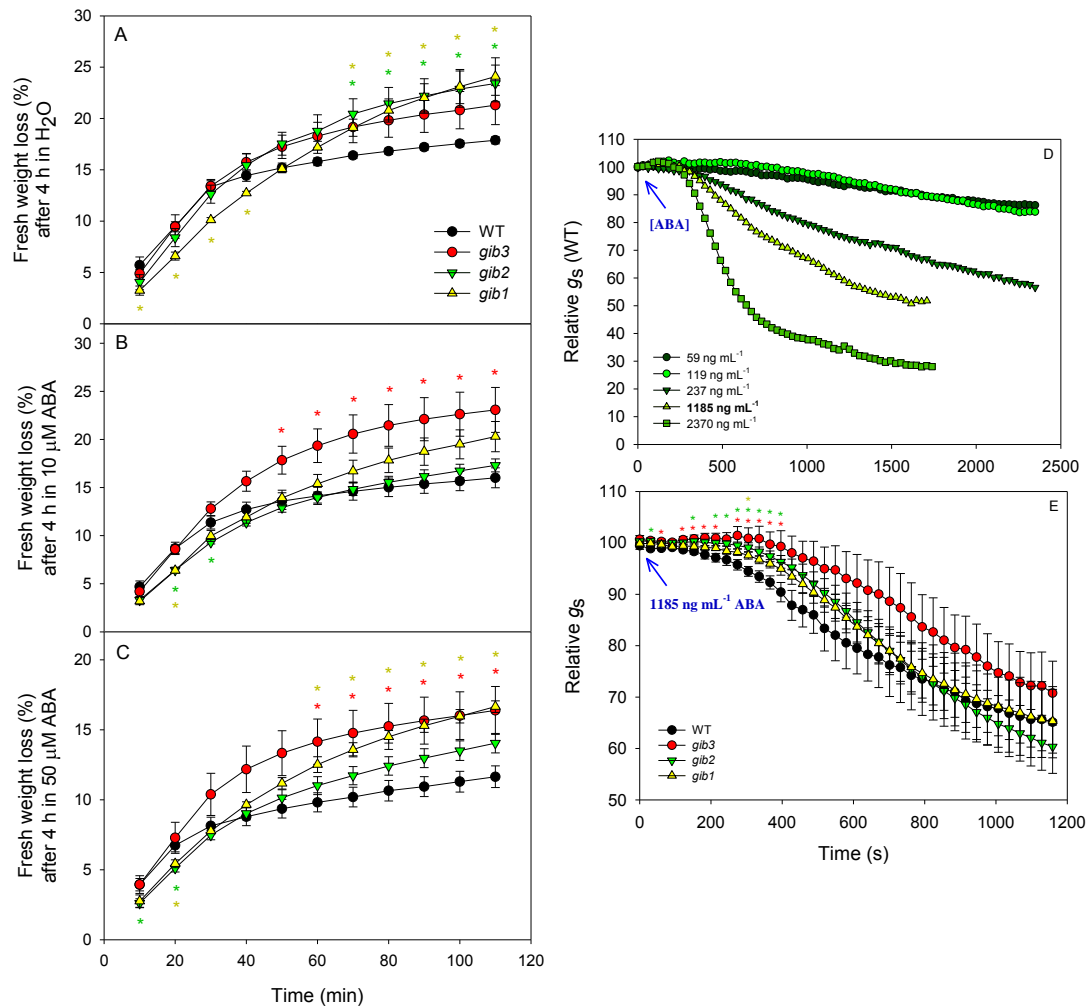 A
Fresh weight loss (%)
after 4 h in H2O
30
25
20
15
10
5
0
WT
gib3
gib2
gib1
B
Fresh weight loss (%)
after 4 h in 10 µM ABA
25
20
15
10
5
0
C
Fresh weight loss (%)
after 4 h in 50 µM ABA
20
15
10
5
0
0 20 40 60 80 100 120
Time (min)
D
Relative gs (WT)
110
100
90
80
70
60
50
40
30
20
10
0
[ABA]
59 ng mL-1
119 ng mL-1
237 ng mL-1
1185 ng mL-1
2370 ng mL-1
0 500 1000 1500 2000 2500
E
Relative gs
110
100
90
80
70
60
50
1185 ng mL-1 ABA
WT
gib3
gib2
gib1
0 200 400 600 800 1000 1200
Time (s)